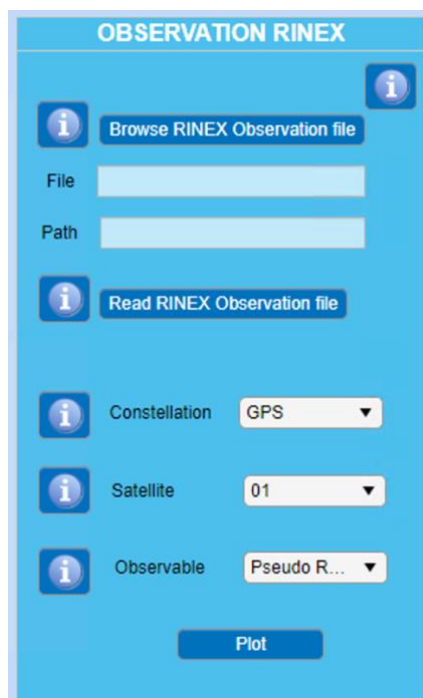 OBSERVATION RINEX
i
i
Browse RINEX Observation file
File
Path
i
Read RINEX Observation file
i
Constellation
GPS
i
Satellite
01
i
Observable
Pseudo R...
Plot